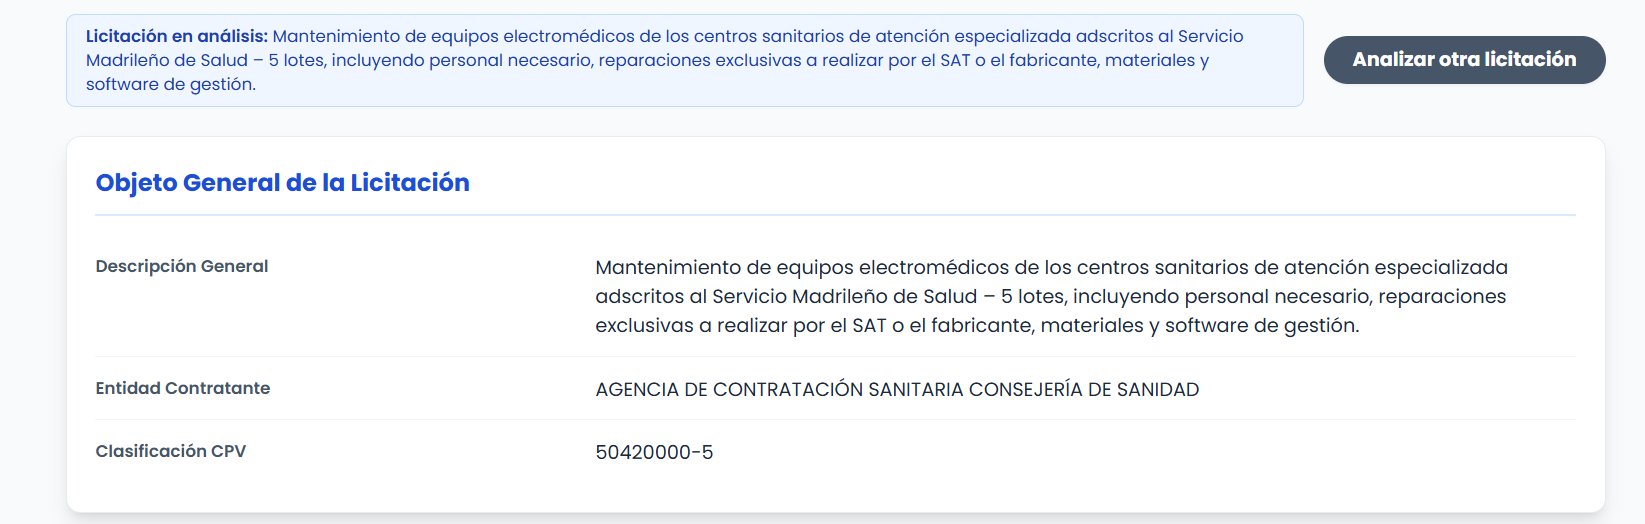 Licitación en análisis: Mantenimiento de equipos electromédicos de los centros sanitarios de atención especializada adscritos al Servicio
Madrileño de Salud – 5 lotes, incluyendo personal necesario, reparaciones exclusivas a realizar por el SAT o el fabricante, materiales y
software de gestión.
Analizar otra licitación
Objeto General de la Licitación
Descripción General
Mantenimiento de equipos electromédicos de los centros sanitarios de atención especializada
adscritos al Servicio Madrileño de Salud – 5 lotes, incluyendo personal necesario, reparaciones
exclusivas a realizar por el SAT o el fabricante, materiales y software de gestión.
Entidad Contratante
AGENCIA DE CONTRATACIÓN SANITARIA CONSEJERÍA DE SANIDAD
Clasificación CPV
50420000-5